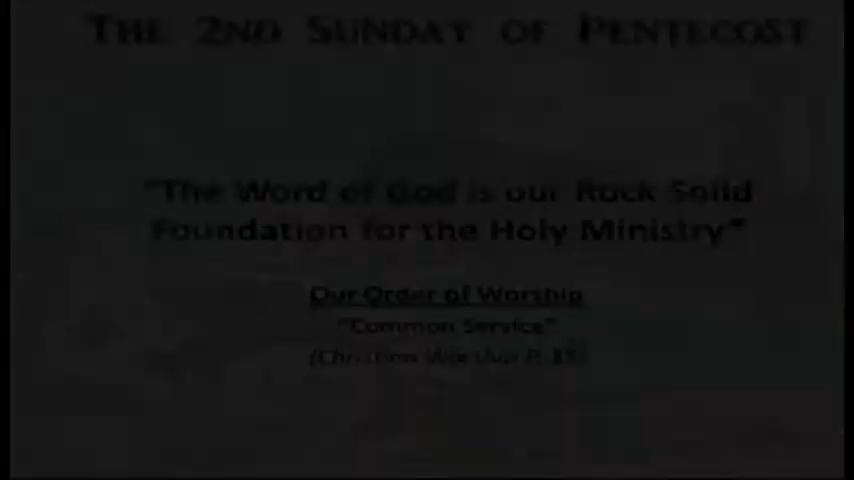 THE 2ND SUNDAY OF PENTECOST
"The Word of God is our Rock Solid
Foundation for the Holy Ministry"
Our Order of Worship
"Common Service"
(Christian Worship P. 15)